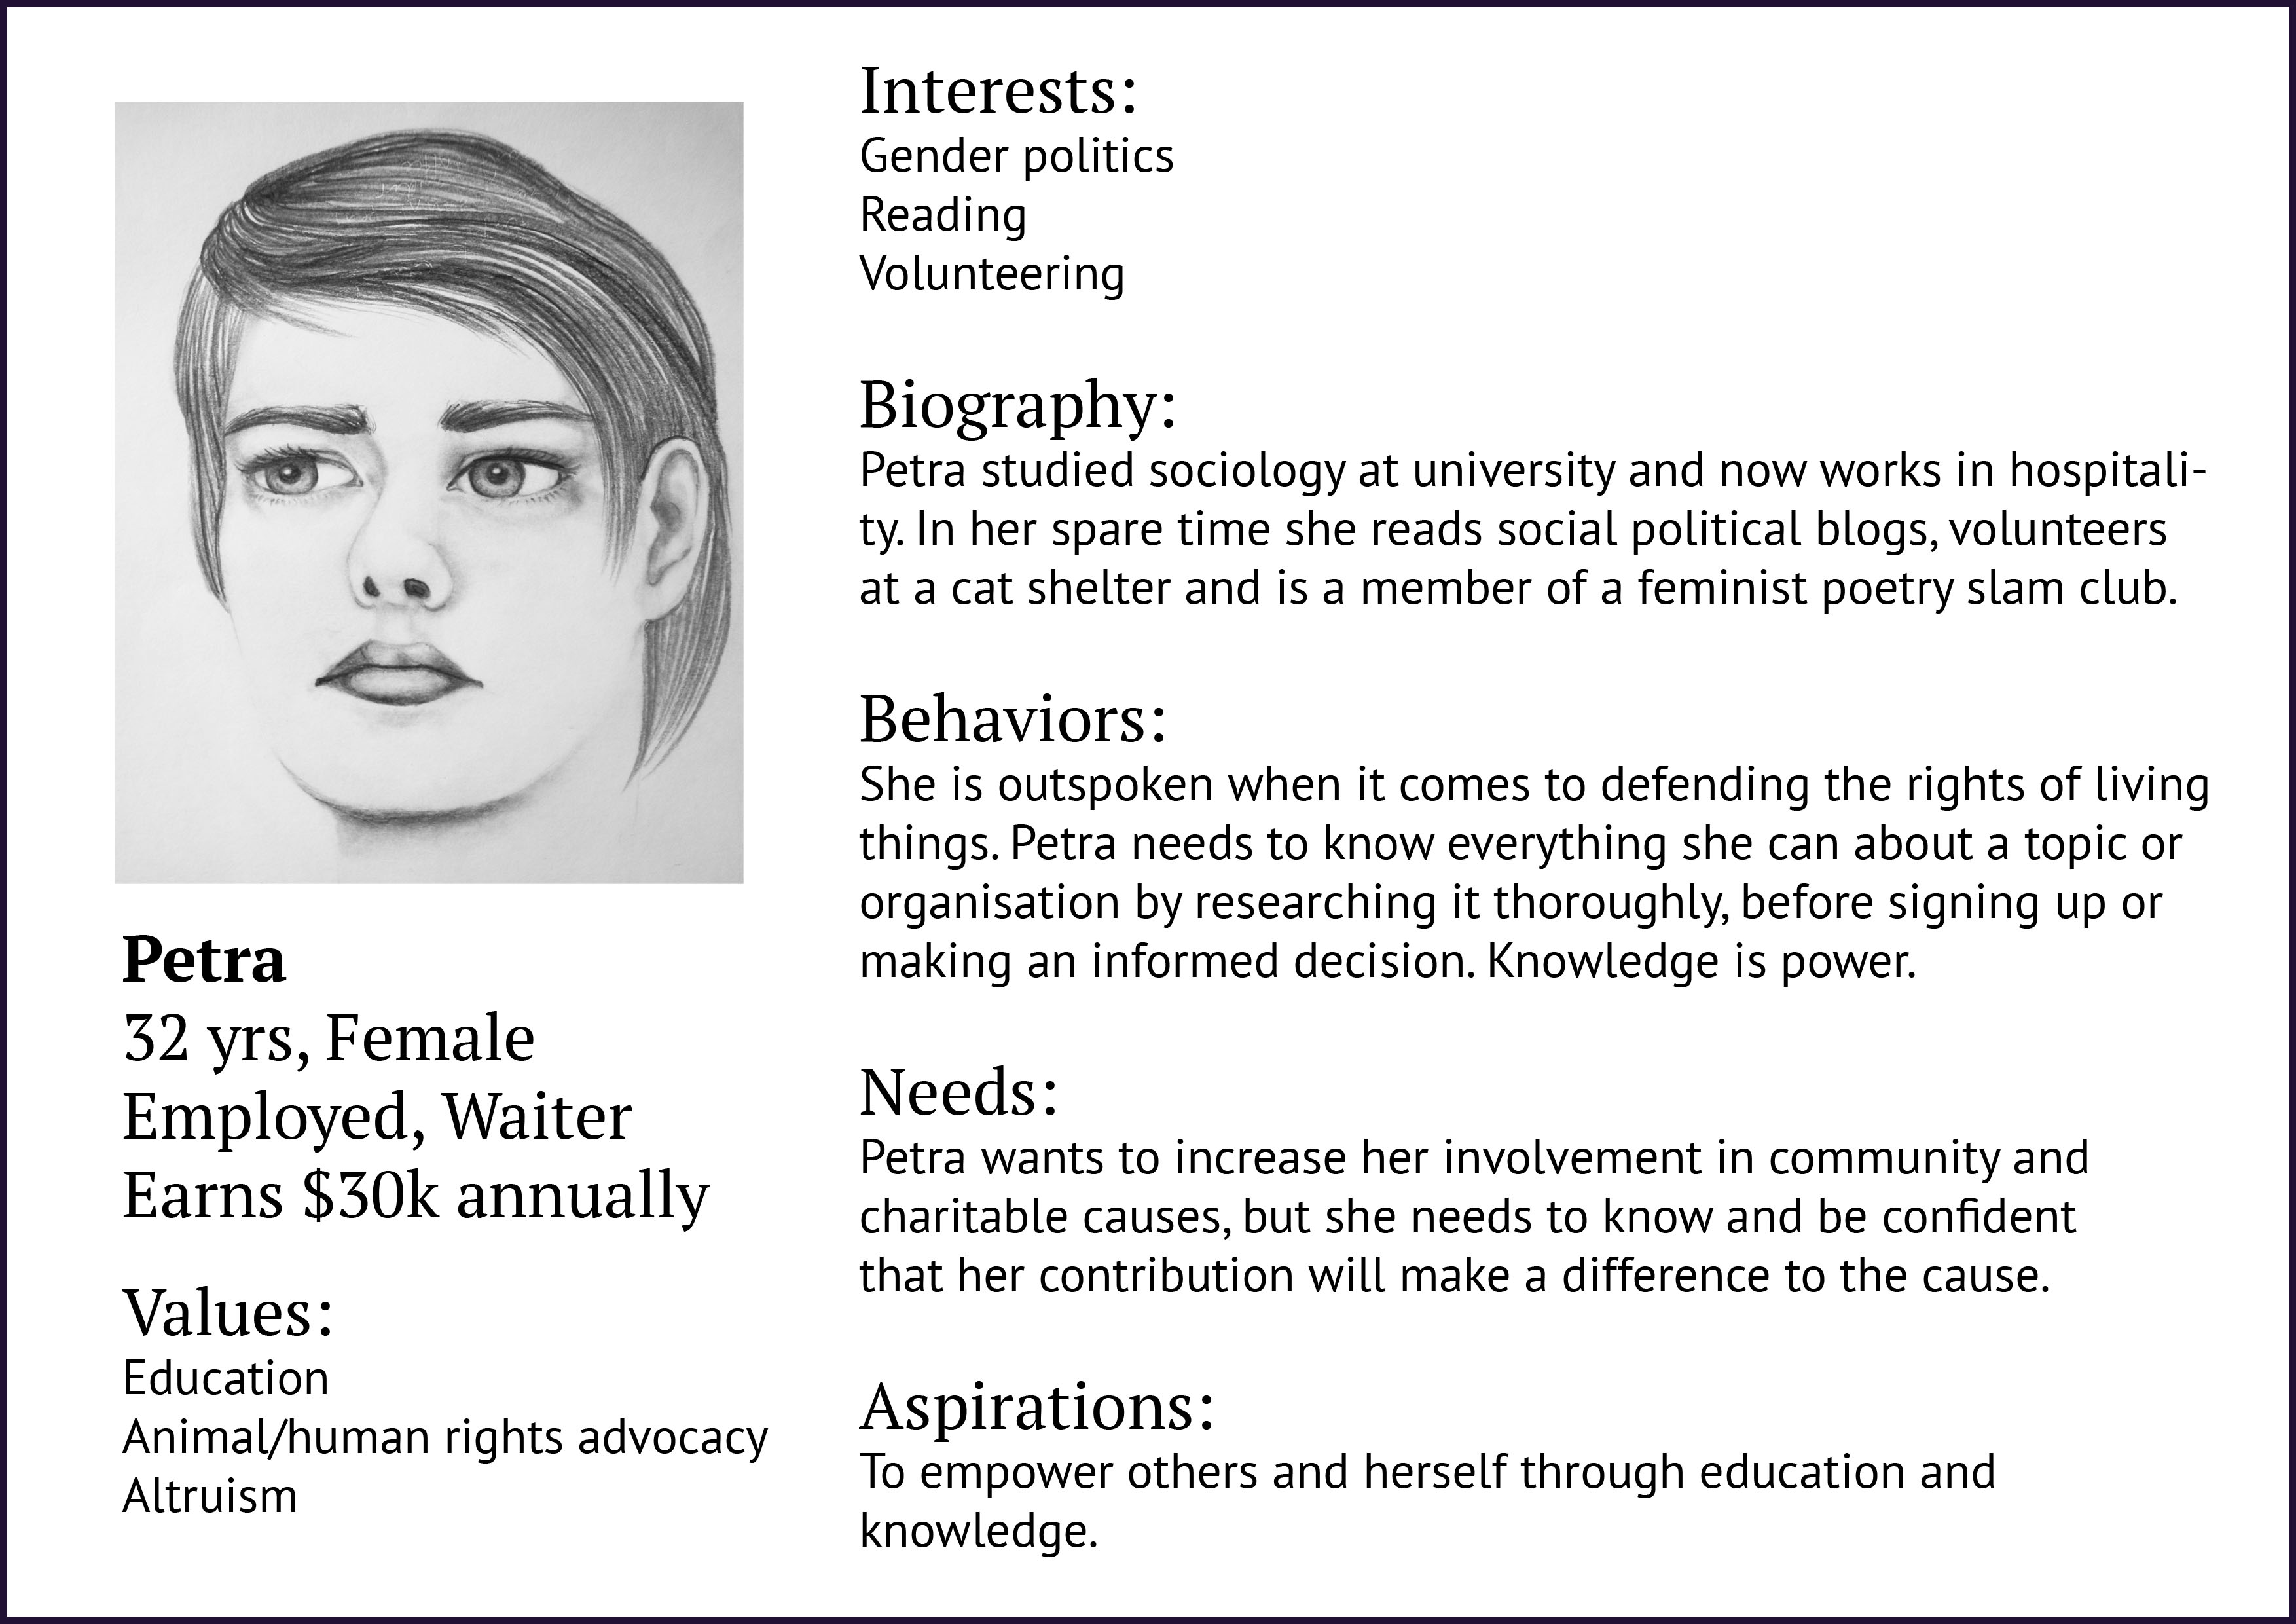 Petra
32 yrs, Female
Employed, Waiter
Earns $30k annually
Values:
Education
Animal/human rights advocacy
Altruism
Interests:
Gender politics
Reading
Volunteering
Biography:
Petra studied sociology at university and now works in hospitali-
ty. In her spare time she reads social political blogs, volunteers
at a cat shelter and is a member of a feminist poetry slam club.
Behaviors:
She is outspoken when it comes to defending the rights of living
things. Petra needs to know everything she can about a topic or
organisation by researching it thoroughly, before signing up or
making an informed decision. Knowledge is power.
Needs:
Petra wants to increase her involvement in community and
charitable causes, but she needs to know and be confident
that her contribution will make a difference to the cause.
Aspirations:
To empower others and herself through education and
knowledge.